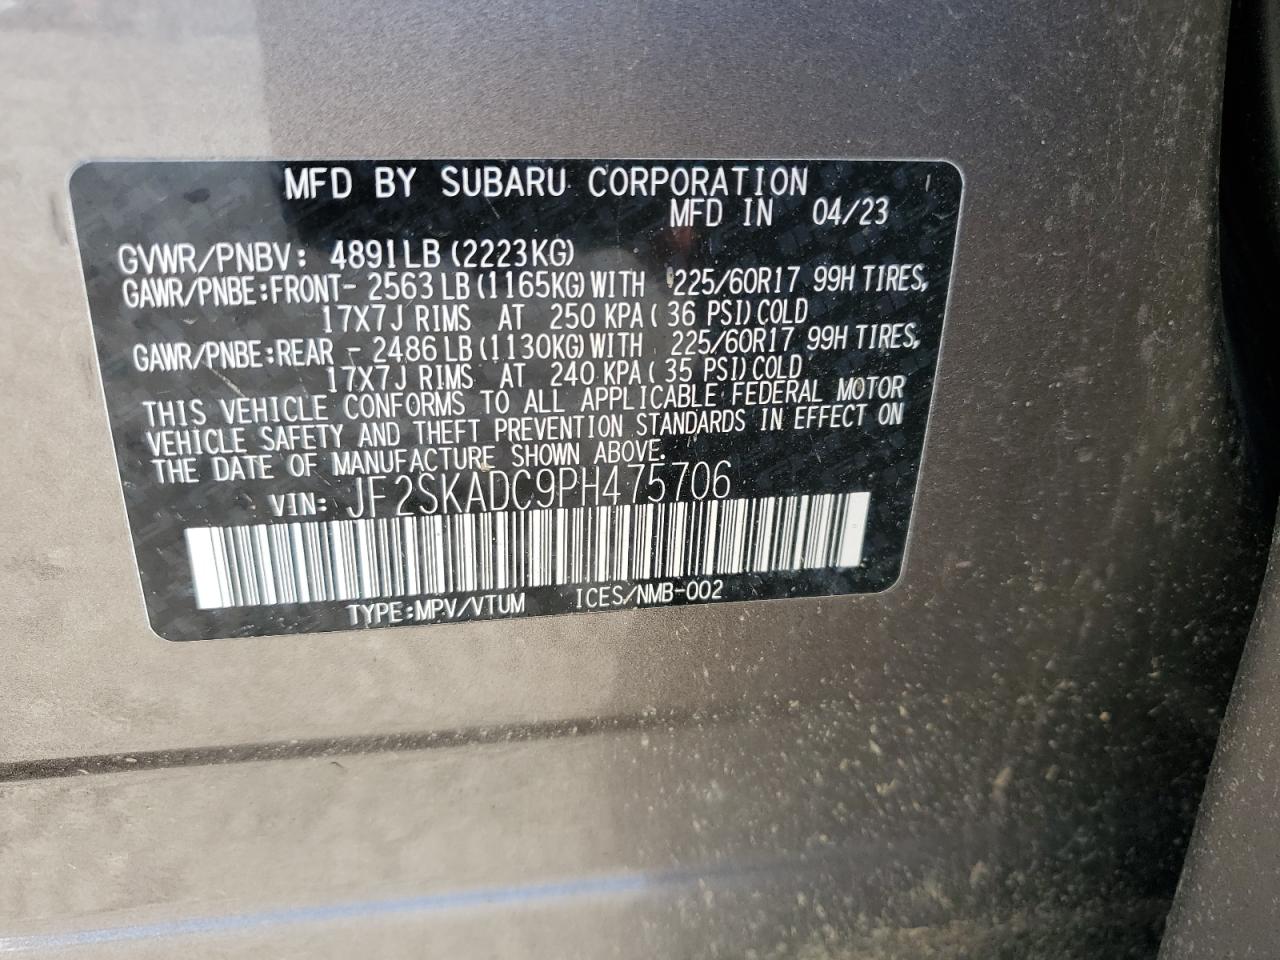 MFD BY SUBARU CORPORATION
MFD IN 04/23
GVWR/PNBV: 4891LB (2223KG)
GAWR/PNBE:FRONT- 2563 LB (1165KG) WITH 225/60R17 99H TIRES,
17X7J RIMS AT 250 KPA ( 36 PSI) COLD
GAWR/PNBE:REAR - 2486 LB (1130KG) WITH 225/60R17 99H TIRES,
17X7J RIMS AT 240 KPA ( 35 PSI) COLD
THIS VEHICLE CONFORMS TO ALL APPLICABLE FEDERAL MOTOR
VEHICLE SAFETY AND THEFT PREVENTION STANDARDS IN EFFECT ON
THE DATE OF MANUFACTURE SHOWN ABOVE.
VIN: JF2SKADC9PH475706
TYPE:MPV/VTUM ICES/NMB-002